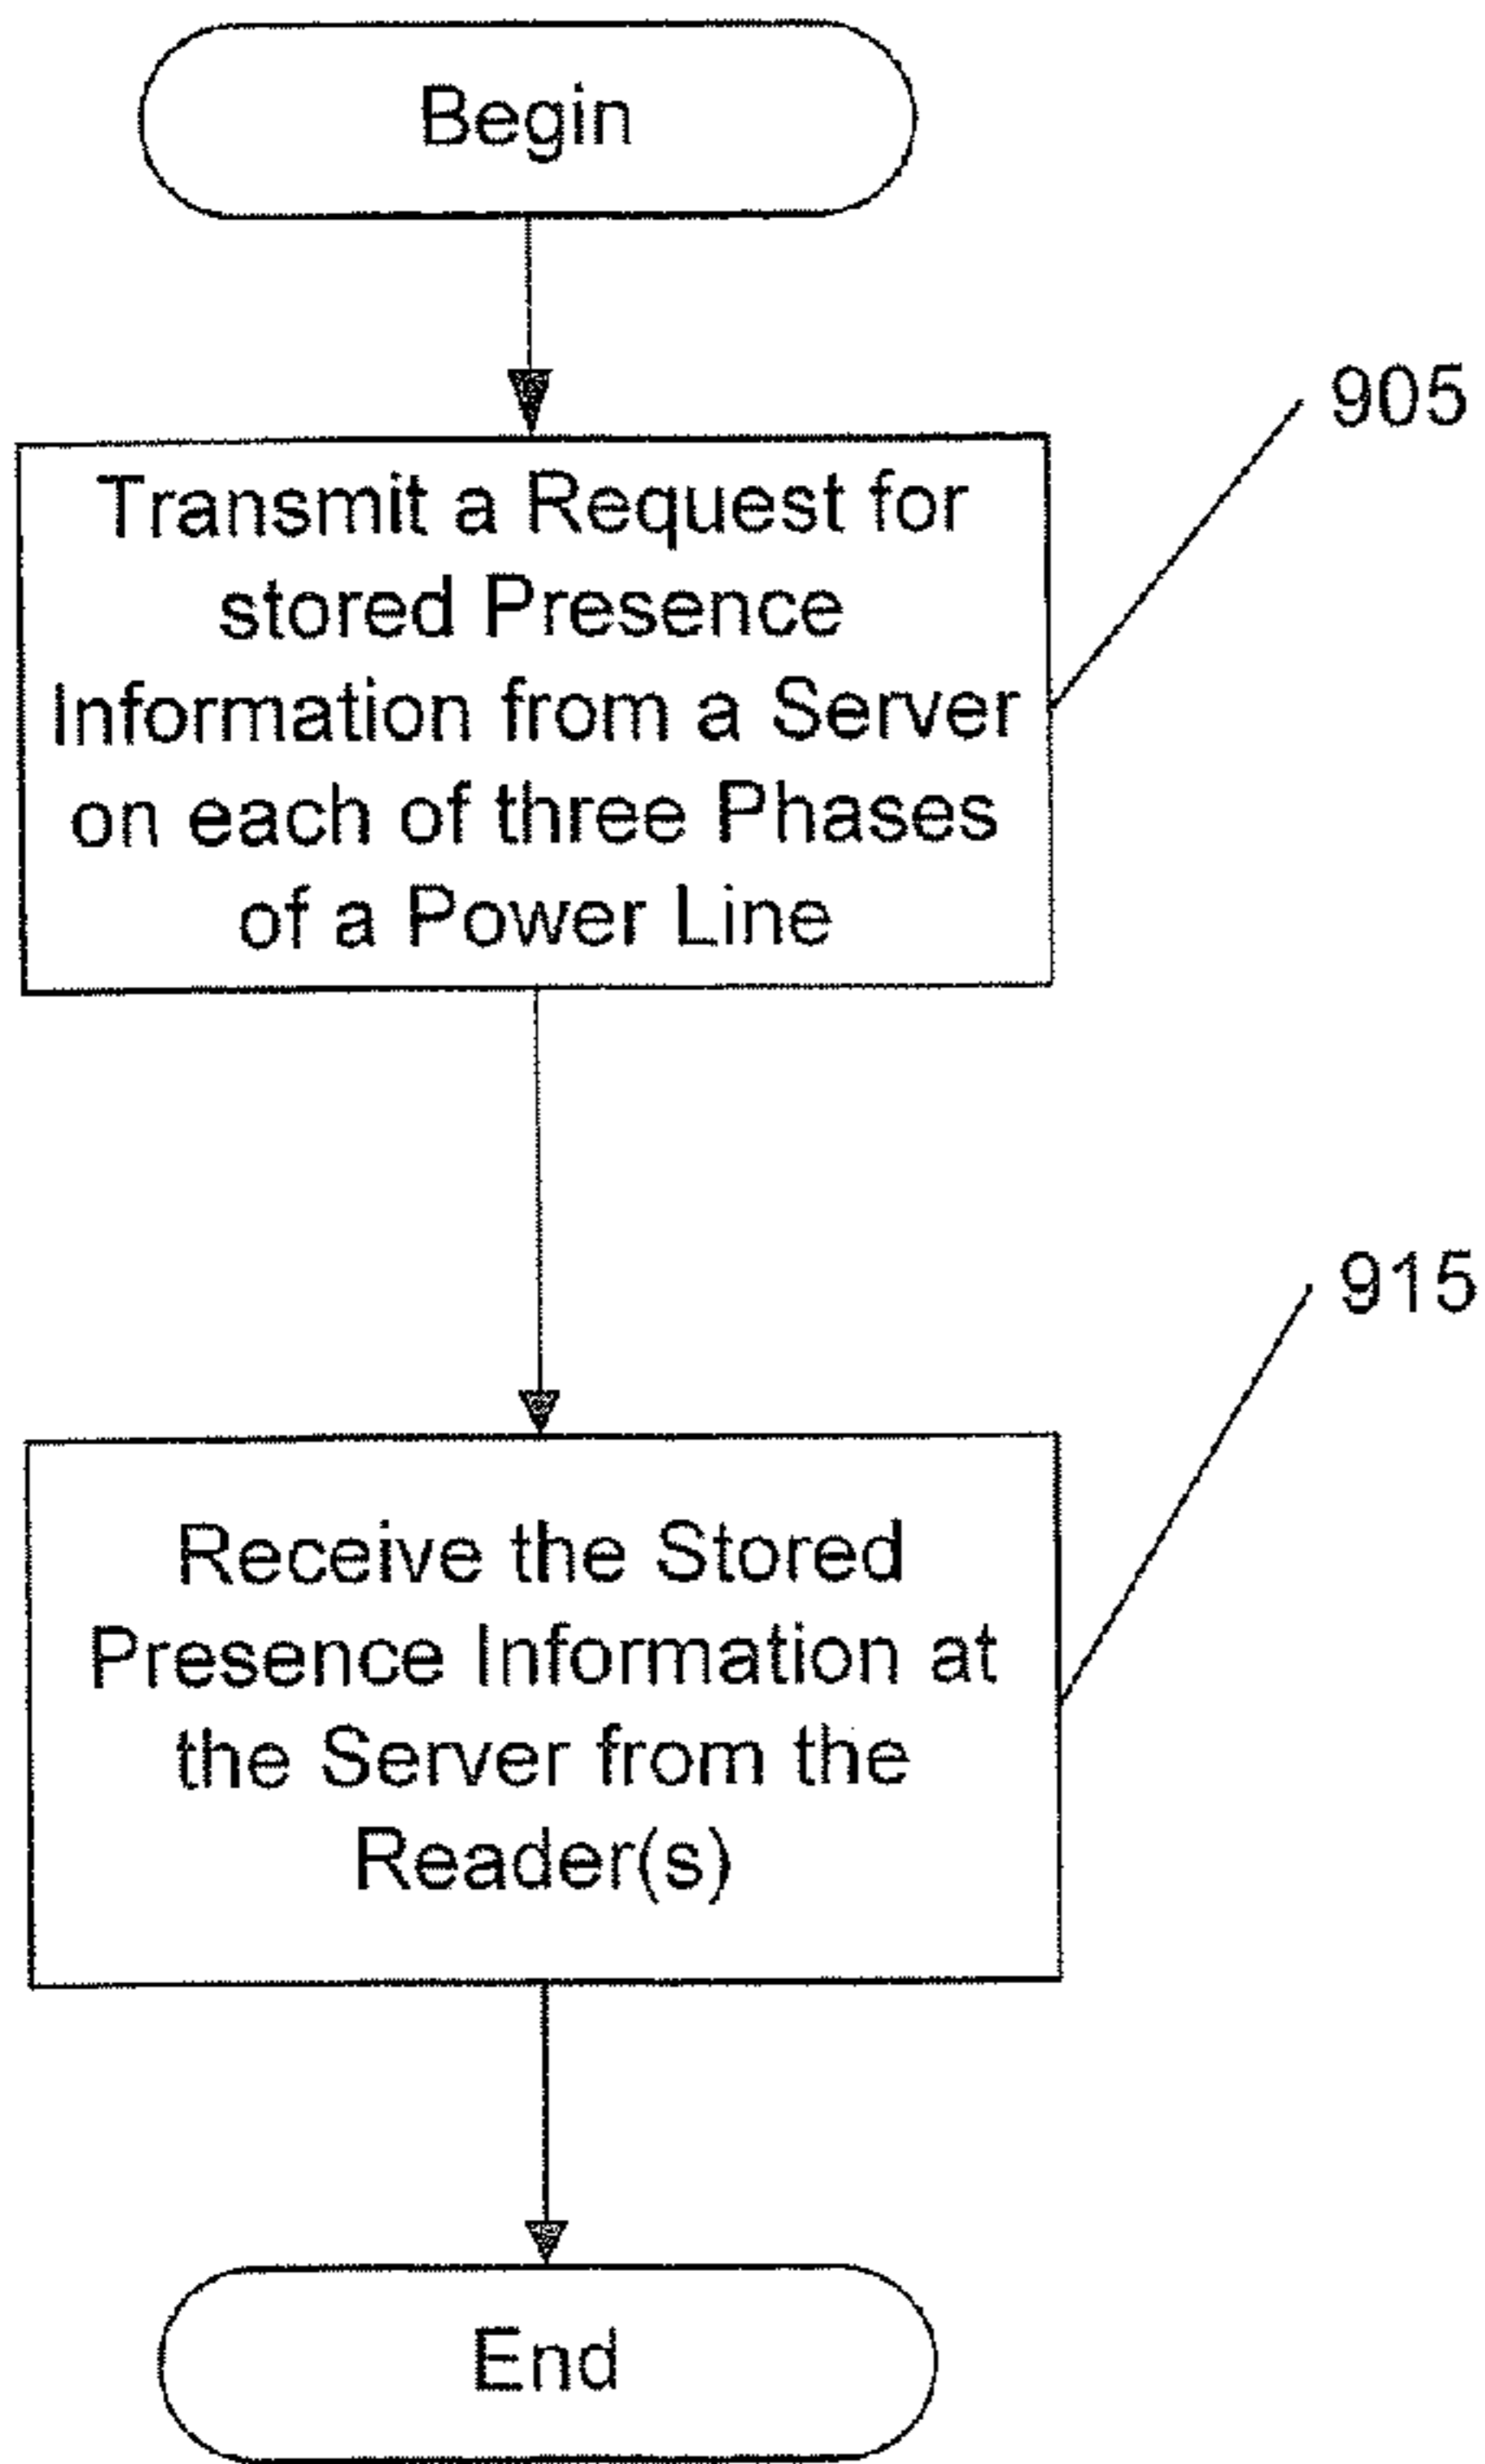 Begin
905
Transmit a Request for
stored Presence
Information from a Server
on each of three Phases
of a Power Line
915
Receive the Stored
Presence Information at
the Server from the
Reader(s)
End